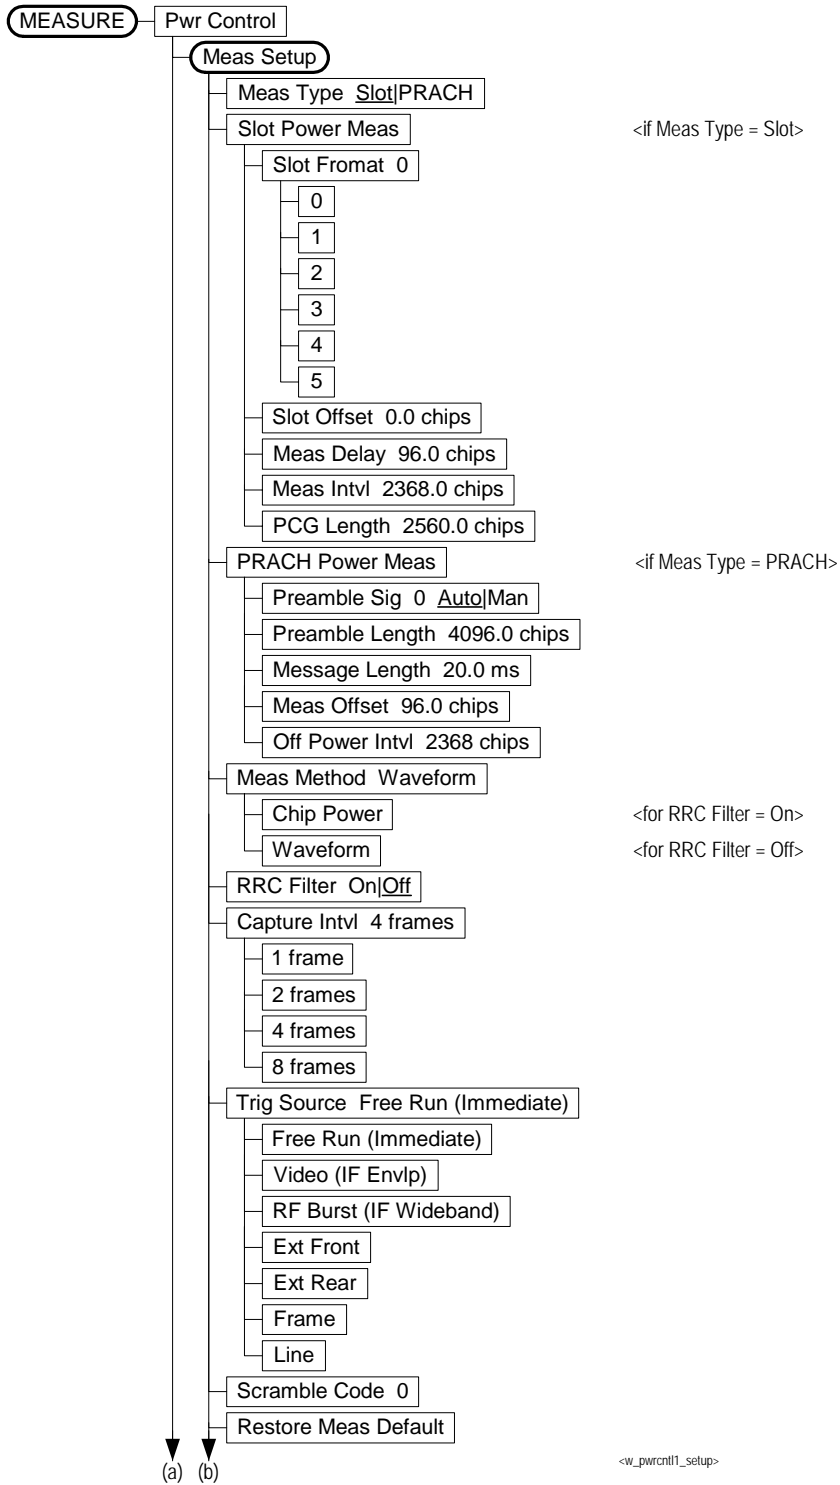 MEASURE Pwr Control
Meas Setup
Meas Type Slot|PRACH
Slot Power Meas <if Meas Type = Slot>
Slot Fromat 0
0
1
2
3
4
5
Slot Offset 0.0 chips
Meas Delay 96.0 chips
Meas Intvl 2368.0 chips
PCG Length 2560.0 chips
PRACH Power Meas <if Meas Type = PRACH>
Preamble Sig 0 Auto|Man
Preamble Length 4096.0 chips
Message Length 20.0 ms
Meas Offset 96.0 chips
Off Power Intvl 2368 chips
Meas Method Waveform
Chip Power <for RRC Filter = On>
Waveform <for RRC Filter = Off>
RRC Filter On|Off
Capture Intvl 4 frames
1 frame
2 frames
4 frames
8 frames
Trig Source Free Run (Immediate)
Free Run (Immediate)
Video (IF Envlp)
RF Burst (IF Wideband)
Ext Front
Ext Rear
Frame
Line
Scramble Code 0
Restore Meas Default
(a) (b) <w_pwrcntl1_setup>